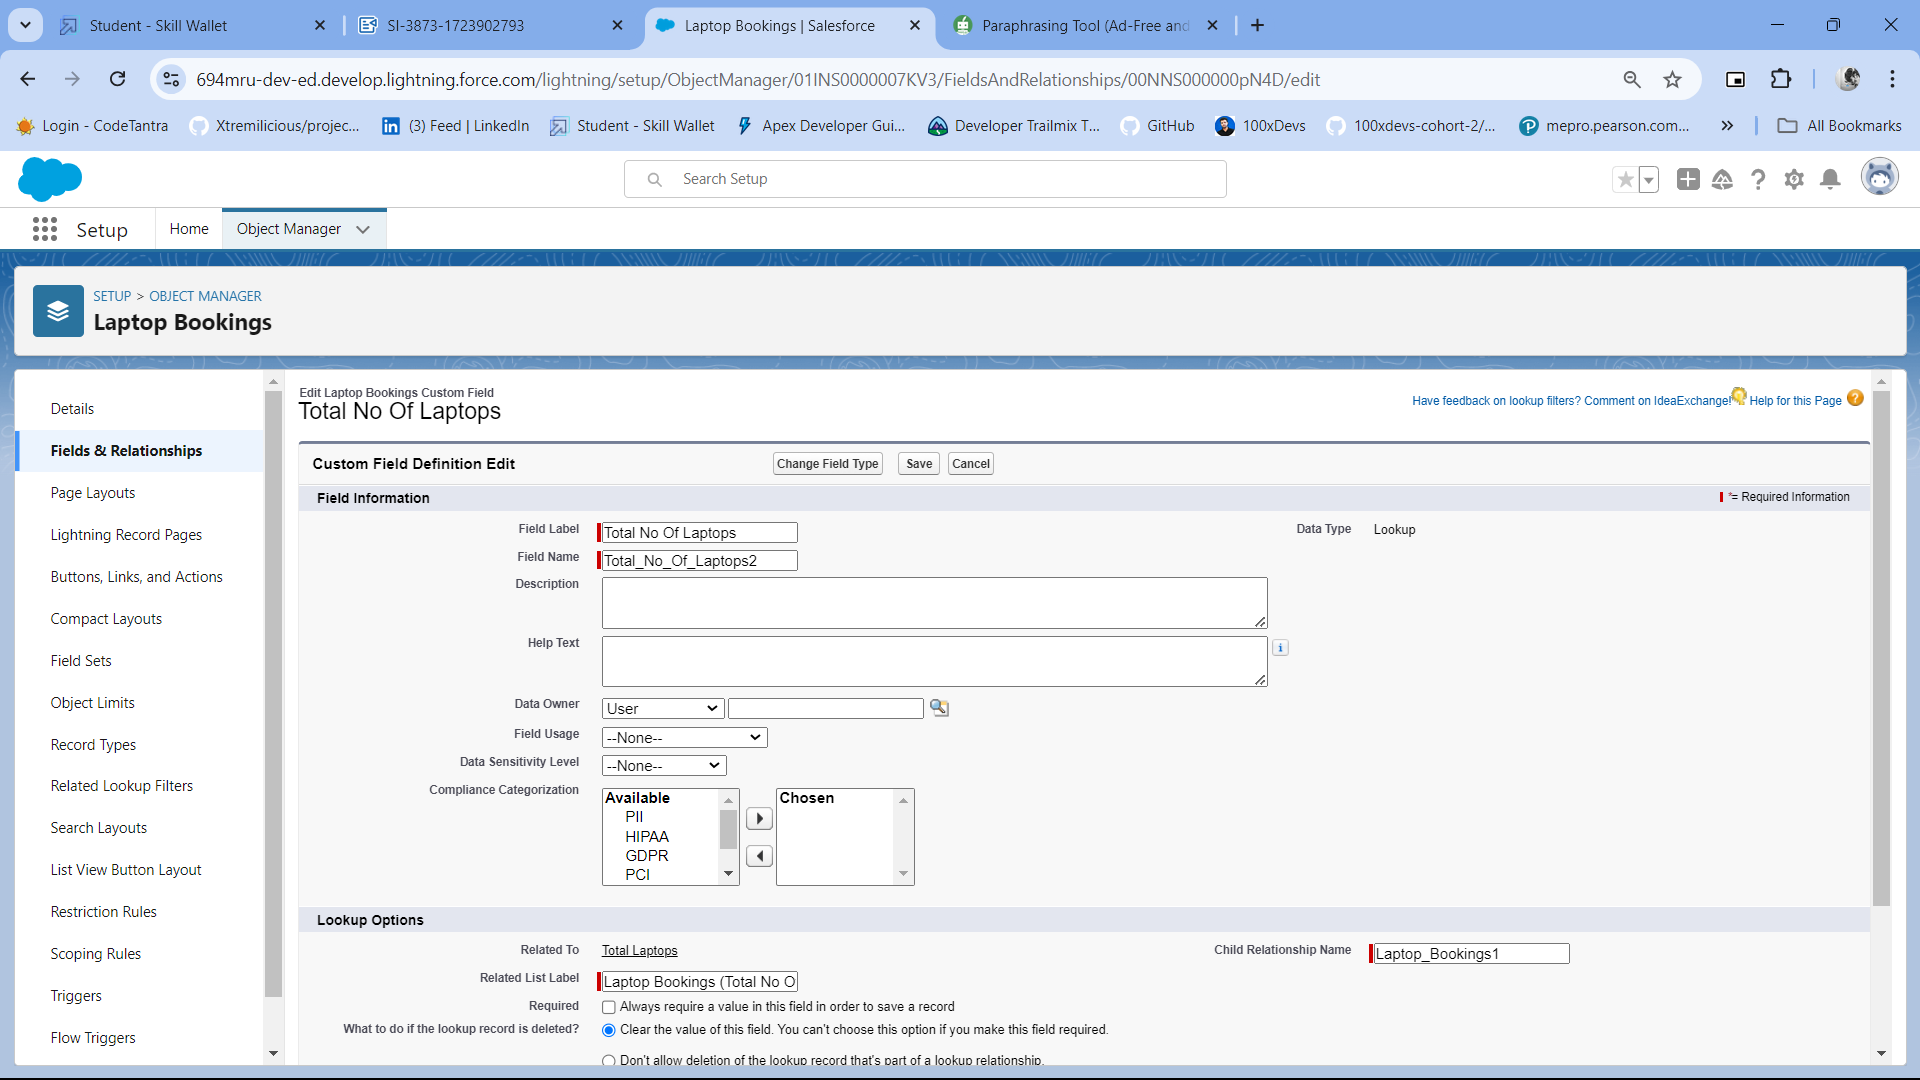 Student - Skill Wallet
SI-3873-1723902793
Laptop Bookings | Salesforce
Paraphrasing Tool (Ad-Free and
694mru-dev-ed.develop.lightning.force.com/lightning/setup/ObjectManager/01INS0000007KV3/FieldsAndRelationships/00NNS000000pN4D/edit
Login - CodeTantra
Xtremilicious/projec...
(3) Feed | LinkedIn
Student - Skill Wallet
Apex Developer Gui...
Developer Trailmix T...
GitHub
100xDevs
100xdevs-cohort-2/...
mepro.pearson.com...
All Bookmarks
Search Setup
Setup
Home
Object Manager
SETUP > OBJECT MANAGER
Laptop Bookings
Details
Fields & Relationships
Page Layouts
Lightning Record Pages
Buttons, Links, and Actions
Compact Layouts
Field Sets
Object Limits
Record Types
Related Lookup Filters
Search Layouts
List View Button Layout
Restriction Rules
Scoping Rules
Triggers
Flow Triggers
Edit Laptop Bookings Custom Field
Total No Of Laptops
Have feedback on lookup filters? Comment on IdeaExchange!
Help for this Page
Custom Field Definition Edit
Change Field Type
Save
Cancel
Field Information
*= Required Information
Field Label
Total No Of Laptops
Data Type
Lookup
Field Name
Total_No_Of_Laptops2
Description
Help Text
i
Data Owner
User
Field Usage
--None--
Data Sensitivity Level
--None--
Compliance Categorization
Available
PII
HIPAA
GDPR
PCI
Chosen
Lookup Options
Related To
Total Laptops
Child Relationship Name
Laptop_Bookings1
Related List Label
Laptop Bookings (Total No O
Required
Always require a value in this field in order to save a record
What to do if the lookup record is deleted?
Clear the value of this field. You can't choose this option if you make this field required.
Don't allow deletion of the lookup record that's part of a lookup relationship.